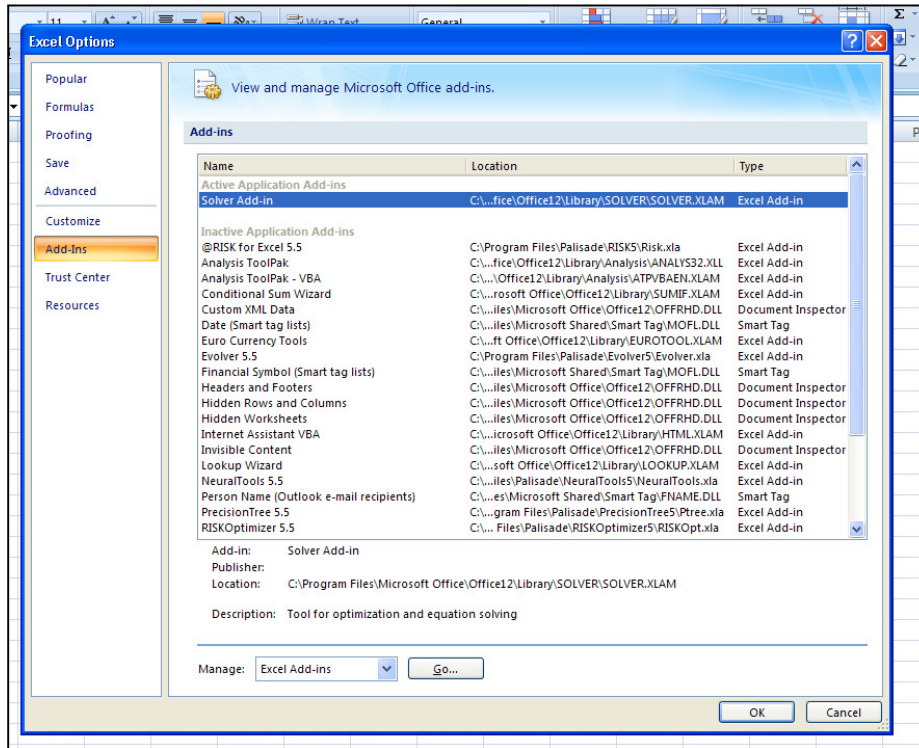 11
Wrap Text
General
Σ
Excel Options
Popular
Formulas
Proofing
Save
Advanced
Customize
Add-Ins
Trust Center
Resources
View and manage Microsoft Office add-ins.
Add-ins
Name Location Type
Active Application Add-ins
Solver Add-in C:\...fice\Office12\Library\SOLVER\SOLVER.XLAM Excel Add-in
Inactive Application Add-ins
@RISK for Excel 5.5 C:\Program Files\Palisade\RISK5\Risk.xla Excel Add-in
Analysis ToolPak C:\...fice\Office12\Library\Analysis\ANALYS32.XLL Excel Add-in
Analysis ToolPak - VBA C:\...\Office12\Library\Analysis\ATPVBAEN.XLAM Excel Add-in
Conditional Sum Wizard C:\...rosoft Office\Office12\Library\SUMIF.XLAM Excel Add-in
Custom XML Data C:\...iles\Microsoft Office\Office12\OFFRHD.DLL Document Inspector
Date (Smart tag lists) C:\...iles\Microsoft Shared\Smart Tag\MOFL.DLL Smart Tag
Euro Currency Tools C:\...ft Office\Office12\Library\EUROTOOL.XLAM Excel Add-in
Evolver 5.5 C:\Program Files\Palisade\Evolver5\Evolver.xla Excel Add-in
Financial Symbol (Smart tag lists) C:\...iles\Microsoft Shared\Smart Tag\MOFL.DLL Smart Tag
Headers and Footers C:\...iles\Microsoft Office\Office12\OFFRHD.DLL Document Inspector
Hidden Rows and Columns C:\...iles\Microsoft Office\Office12\OFFRHD.DLL Document Inspector
Hidden Worksheets C:\...iles\Microsoft Office\Office12\OFFRHD.DLL Document Inspector
Internet Assistant VBA C:\...icrosoft Office\Office12\Library\HTML.XLAM Excel Add-in
Invisible Content C:\...iles\Microsoft Office\Office12\OFFRHD.DLL Document Inspector
Lookup Wizard C:\...soft Office\Office12\Library\LOOKUP.XLAM Excel Add-in
NeuralTools 5.5 C:\...iles\Palisade\NeuralTools5\NeuralTools.xla Excel Add-in
Person Name (Outlook e-mail recipients) C:\...es\Microsoft Shared\Smart Tag\FNAME.DLL Smart Tag
PrecisionTree 5.5 C:\...gram Files\Palisade\PrecisionTree5\Ptree.xla Excel Add-in
RISKOptimizer 5.5 C:\... Files\Palisade\RISKOptimizer5\RISKOpt.xla Excel Add-in
Add-in: Solver Add-in
Publisher:
Location: C:\Program Files\Microsoft Office\Office12\Library\SOLVER\SOLVER.XLAM
Description: Tool for optimization and equation solving
Manage: Excel Add-ins Go...
OK Cancel